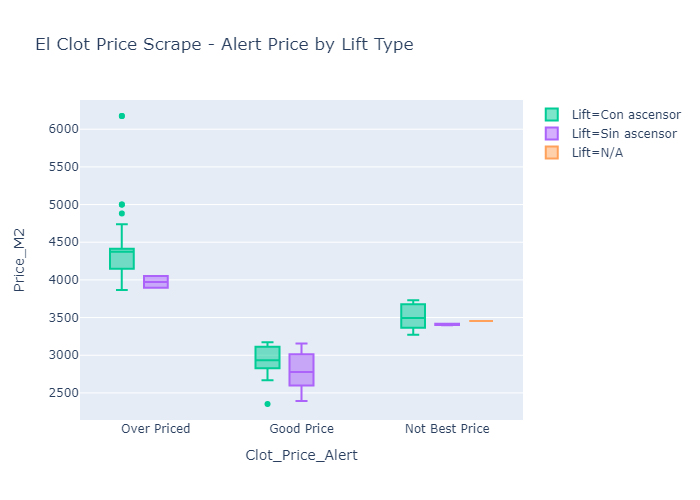 El Clot Price Scrape - Alert Price by Lift Type
Lift=Con ascensor
Lift=Sin ascensor
Lift=N/A
Price_M2
6000
5500
5000
4500
4000
3500
3000
2500
Over Priced
Good Price
Not Best Price
Clot_Price_Alert